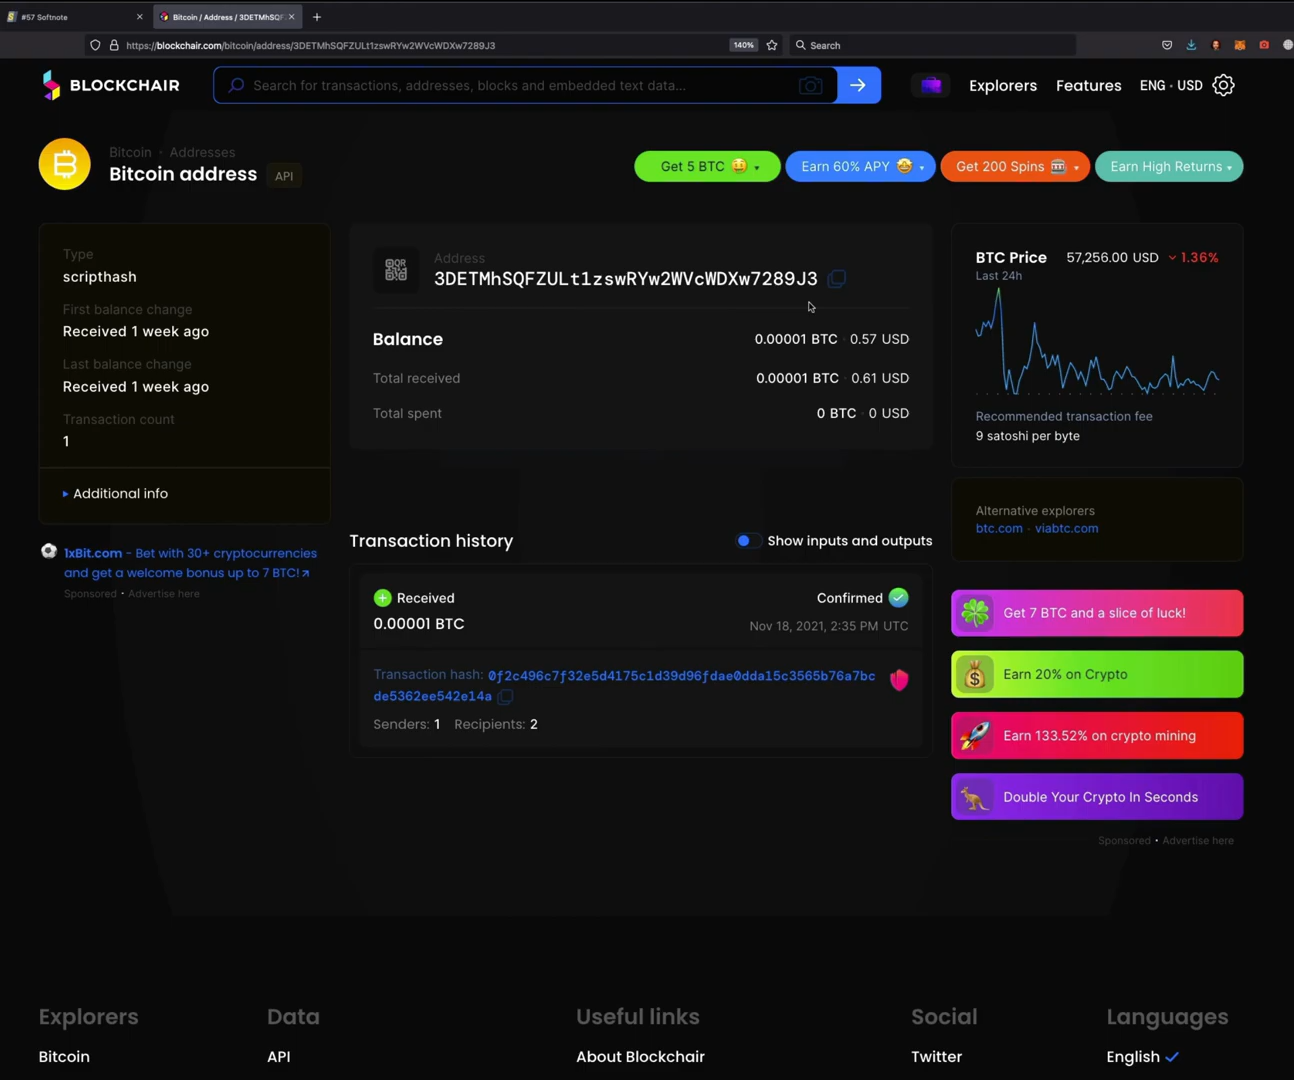 #57 Softnote
Bitcoin / Address / 3DETMhSQF
https://blockchair.com/bitcoin/address/3DETMhSQFZULt1zswRYw2WVcWDXw7289J3
140%
Search
BLOCKCHAIR
Search for transactions, addresses, blocks and embedded text data...
Explorers
Features
ENG · USD
Bitcoin · Addresses
Bitcoin address API
Get 5 BTC
Earn 60% APY
Get 200 Spins
Earn High Returns
Type
scripthash
First balance change
Received 1 week ago
Last balance change
Received 1 week ago
Transaction count
1
Additional info
1xBit.com - Bet with 30+ cryptocurrencies
and get a welcome bonus up to 7 BTC!
Sponsored • Advertise here
QR
CODE
Address
3DETMhSQFZULt1zswRYw2WVcWDXw7289J3
Balance 0.00001 BTC · 0.57 USD
Total received 0.00001 BTC · 0.61 USD
Total spent 0 BTC · 0 USD
Transaction history
Show inputs and outputs
Received
Confirmed
0.00001 BTC
Nov 18, 2021, 2:35 PM UTC
Transaction hash: 0f2c496c7f32e5d4175c1d39d96fdae0dda15c3565b76a7bc
de5362ee542e14a
Senders: 1 Recipients: 2
BTC Price 57,256.00 USD 1.36%
Last 24h
Recommended transaction fee
9 satoshi per byte
Alternative explorers
btc.com · viabtc.com
Get 7 BTC and a slice of luck!
Earn 20% on Crypto
Earn 133.52% on crypto mining
Double Your Crypto In Seconds
Sponsored • Advertise here
Explorers
Data
Useful links
Social
Languages
Bitcoin
API
About Blockchair
Twitter
English